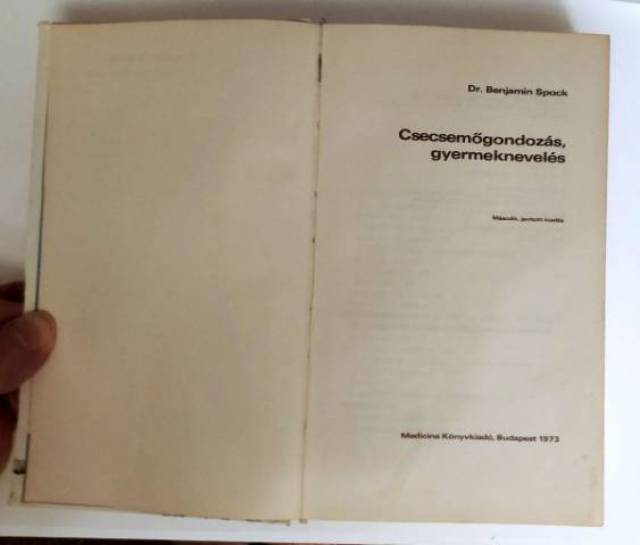 Dr. Benjamin Spock
Csecsemőgondozás,
gyermeknevelés
Második, javított kiadás
Medicina Könyvkiadó, Budapest 1973